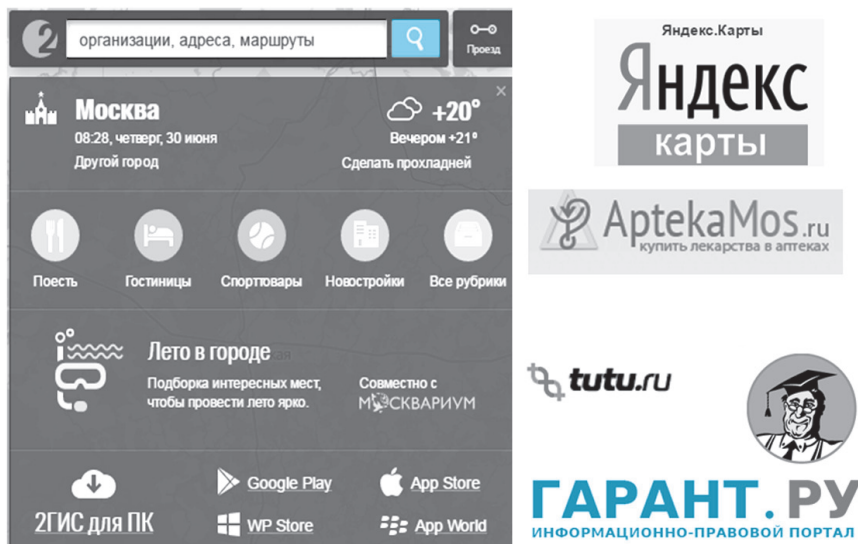 2
организации, адреса, маршруты
Проезд
Москва
+20°
08:28, четверг, 30 июня
Вечером +21°
Другой город
Сделать прохладней
Поесть
Гостиницы
Спорттовары
Новостройки
Все рубрики
Лето в городе
Подборка интересных мест,
чтобы провести лето ярко.
Совместно с
МОСКВАРИУМ
2ГИС для ПК
Google Play
App Store
WP Store
App World
Яндекс.Карты
Яндекс
карты
AptekaMos.ru
купить лекарства в аптеках
tutu.ru
ГАРАНТ.РУ
ИНФОРМАЦИОННО-ПРАВОВОЙ ПОРТАЛ